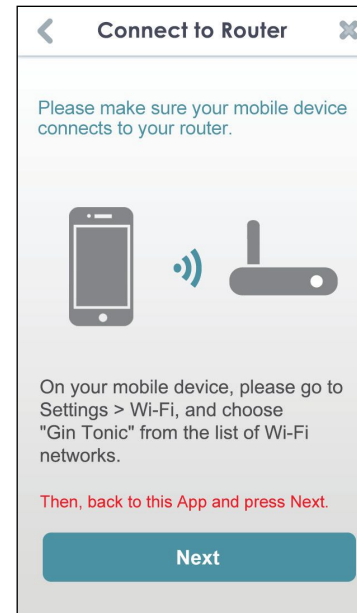 Connect to Router
Please make sure your mobile device
connects to your router.
On your mobile device, please go to
Settings > Wi-Fi, and choose
"Gin Tonic" from the list of Wi-Fi
networks.
Then, back to this App and press Next.
Next